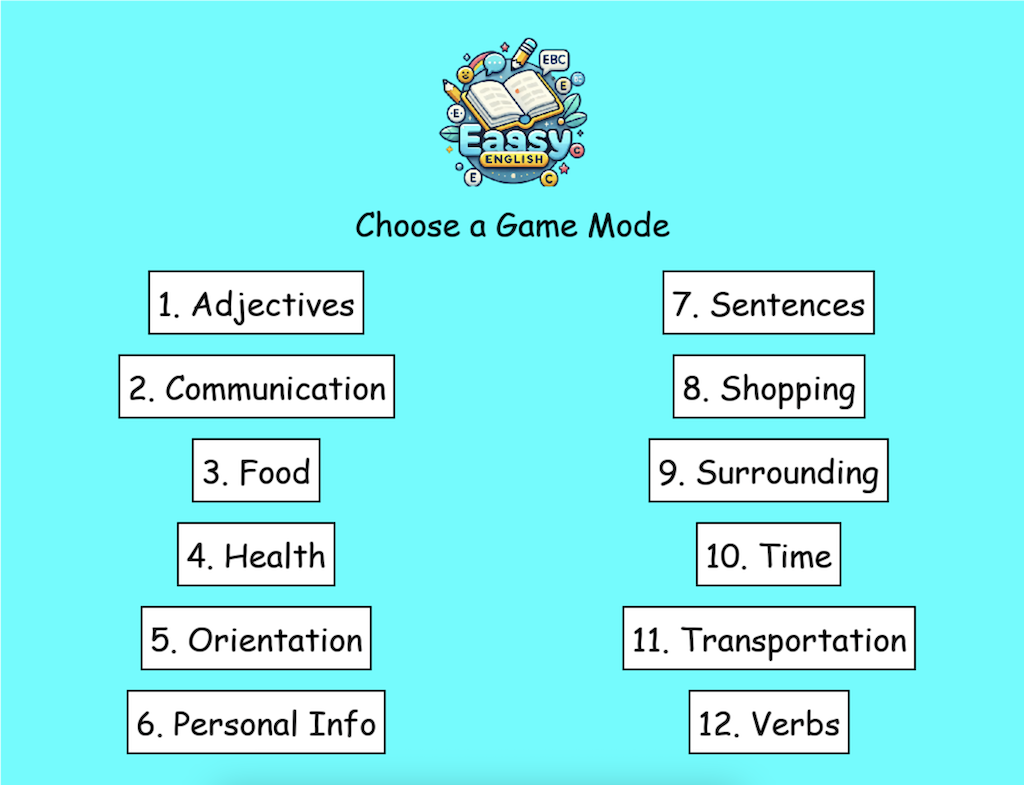 EBC
E
E
Eaasy
ENGLISH
C
E
C
Choose a Game Mode
1. Adjectives
2. Communication
3. Food
4. Health
5. Orientation
6. Personal Info
7. Sentences
8. Shopping
9. Surrounding
10. Time
11. Transportation
12. Verbs